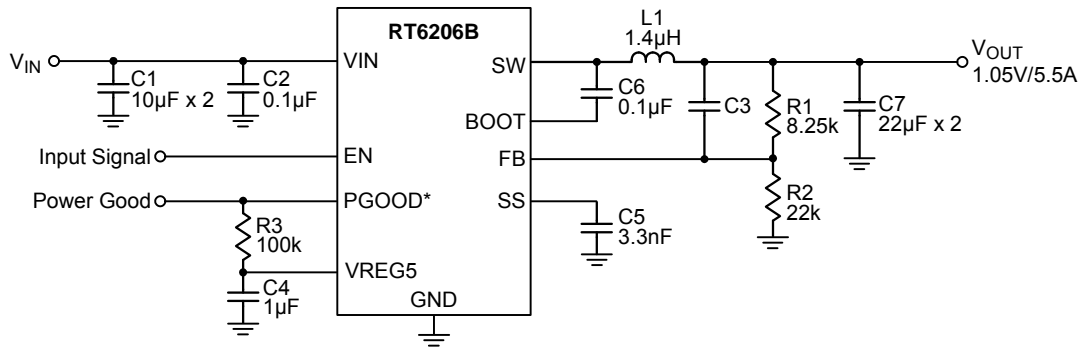 RT6206B
VIN
VIN
C1
10µF x 2
C2
0.1µF
Input Signal
EN
Power Good
PGOOD*
R3
100k
VREG5
C4
1µF
GND
SW
BOOT
FB
SS
L1
1.4µH
C6
0.1µF
C3
R1
8.25k
C7
22µF x 2
VOUT
1.05V/5.5A
R2
22k
C5
3.3nF